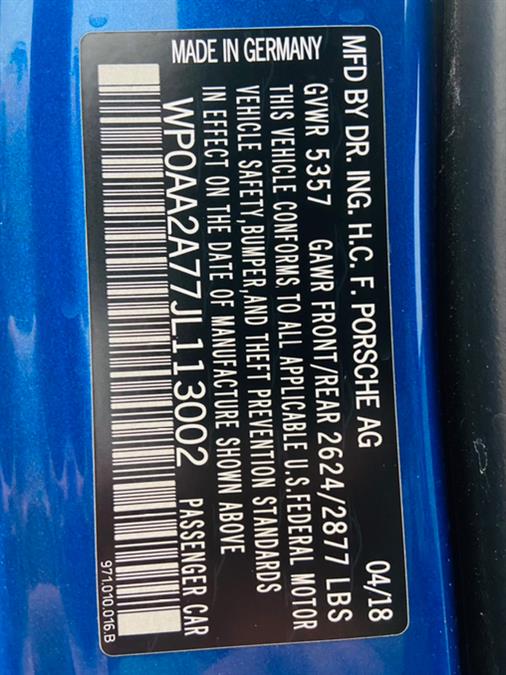 MFD BY DR. ING. H.C. F. PORSCHE AG 04/18
GVWR 5357 GAWR FRONT/REAR 2624/2877 LBS
THIS VEHICLE CONFORMS TO ALL APPLICABLE U.S.FEDERAL MOTOR
VEHICLE SAFETY,BUMPER,AND THEFT PREVENTION STANDARDS
IN EFFECT ON THE DATE OF MANUFACTURE SHOWN ABOVE
WP0AA2A77JL113002 PASSENGER CAR
MADE IN GERMANY 971.010.016.B